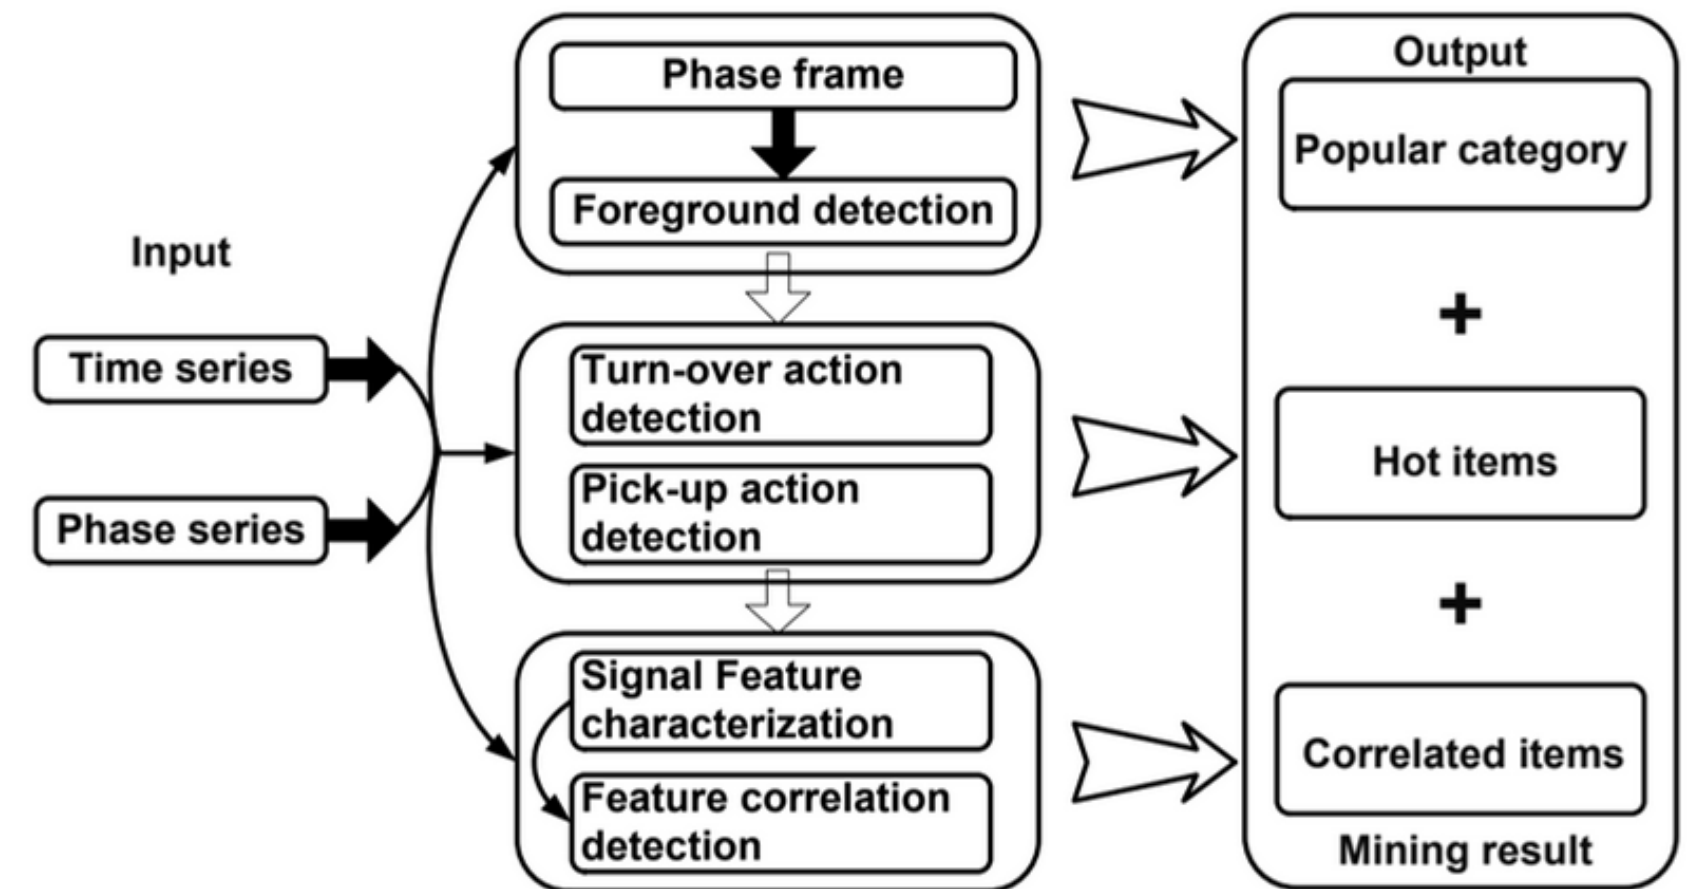 Input
Time series
Phase series
Phase frame
Foreground detection
Turn-over action
detection
Pick-up action
detection
Signal Feature
characterization
Feature correlation
detection
Output
Popular category
+
Hot items
+
Correlated items
Mining result